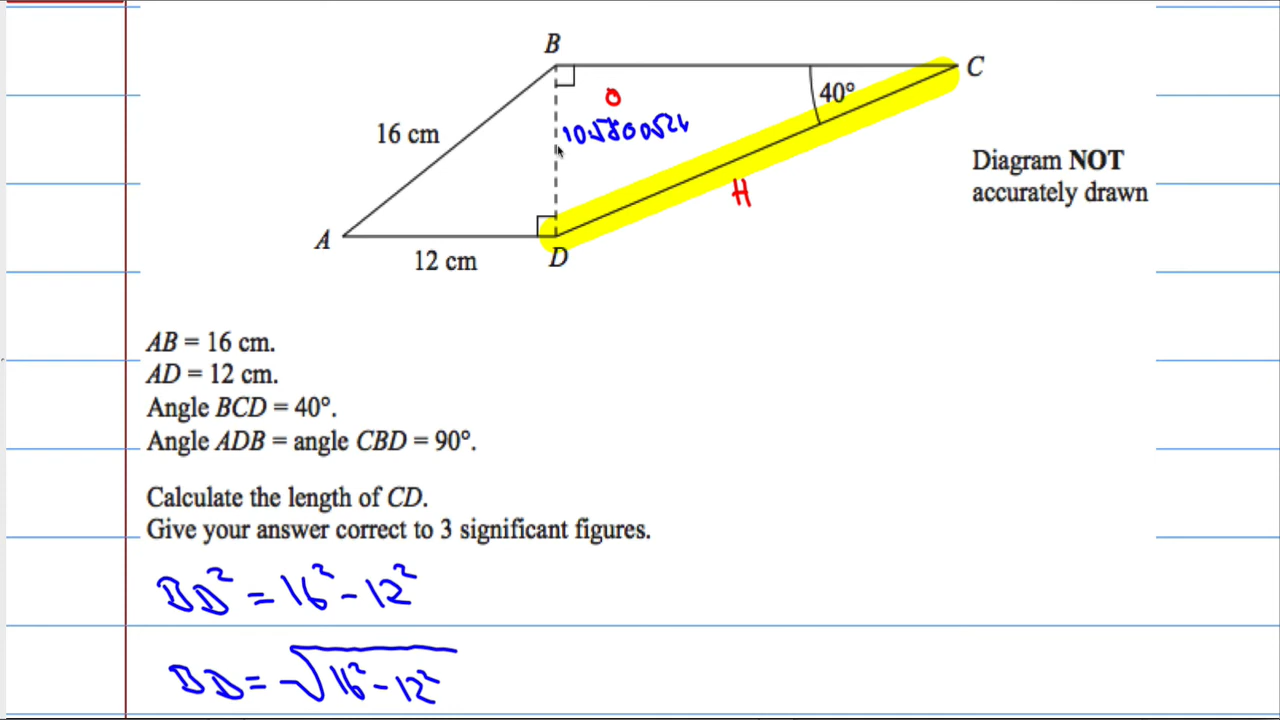 B
C
O
40°
16 cm
10.5800524
Diagram NOT
accurately drawn
H
A
12 cm
D
AB = 16 cm.
AD = 12 cm.
Angle BCD = 40°.
Angle ADB = angle CBD = 90°.
Calculate the length of CD.
Give your answer correct to 3 significant figures.
BD² = 16² - 12²
BD = √16² - 12²